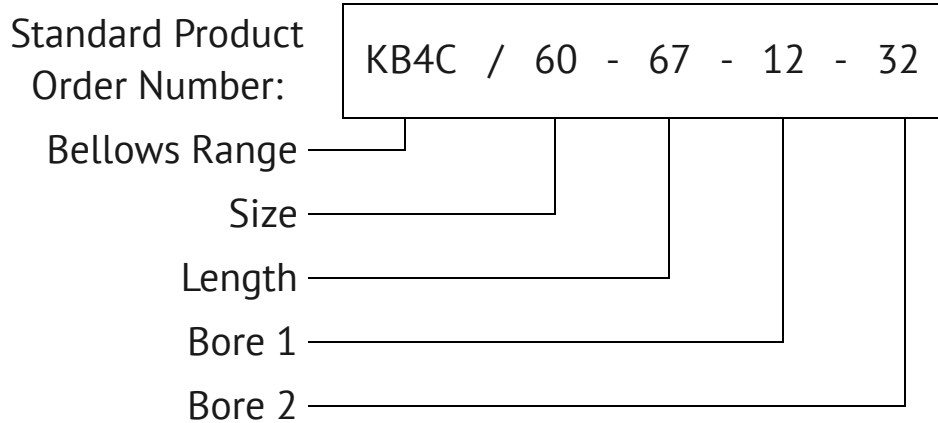 Standard Product
Order Number:
KB4C / 60 - 67 - 12 - 32
Bellows Range
Size
Length
Bore 1
Bore 2